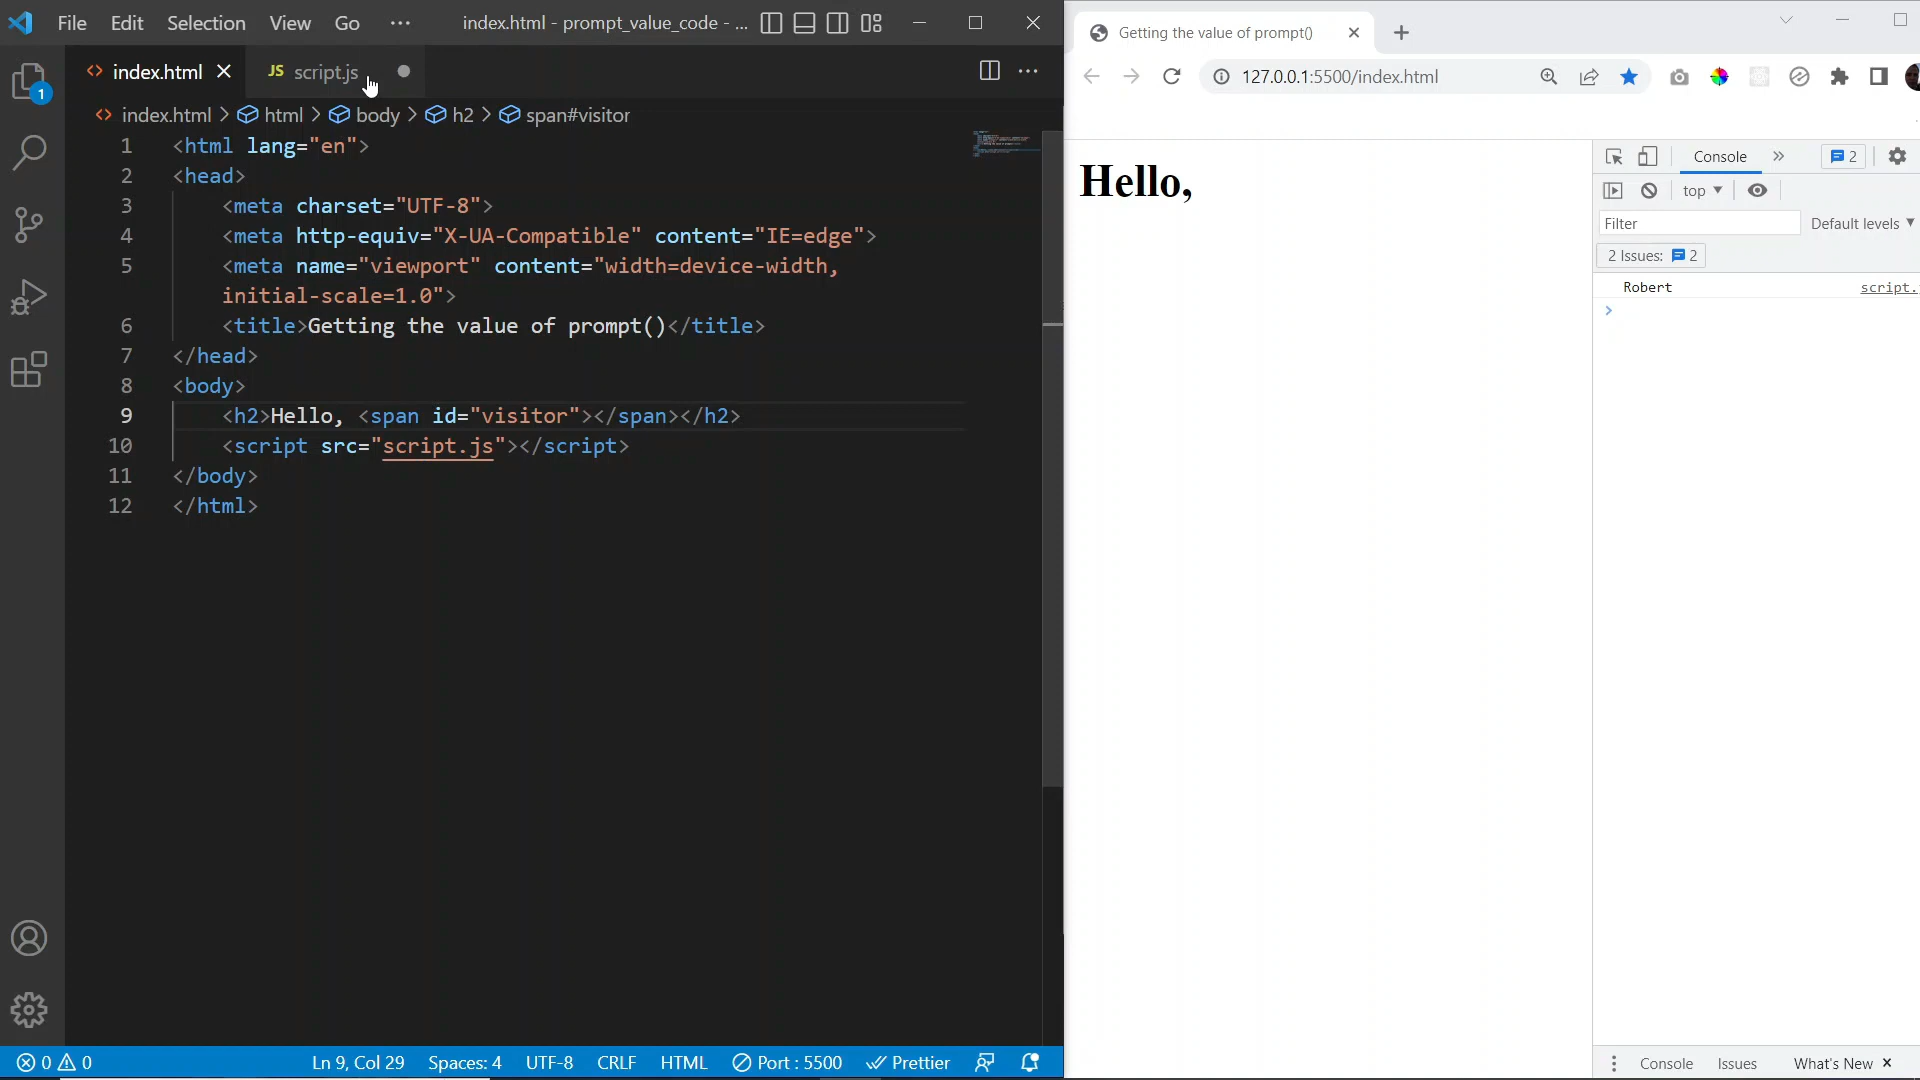 File Edit Selection View Go ··· index.html - prompt_value_code - ...
index.html JS script.js
index.html > html > body > h2 > span#visitor
1 <html lang="en">
2 <head>
3 <meta charset="UTF-8">
4 <meta http-equiv="X-UA-Compatible" content="IE=edge">
5 <meta name="viewport" content="width=device-width,
initial-scale=1.0">
6 <title>Getting the value of prompt()</title>
7 </head>
8 <body>
9 <h2>Hello, <span id="visitor"></span></h2>
10 <script src="script.js"></script>
11 </body>
12 </html>
1
0 0 Ln 9, Col 29 Spaces: 4 UTF-8 CRLF HTML Port : 5500 Prettier
Getting the value of prompt()
127.0.0.1:5500/index.html
Hello,
Console 2
top
Filter Default levels
2 Issues: 2
Robert script.
Console Issues What's New